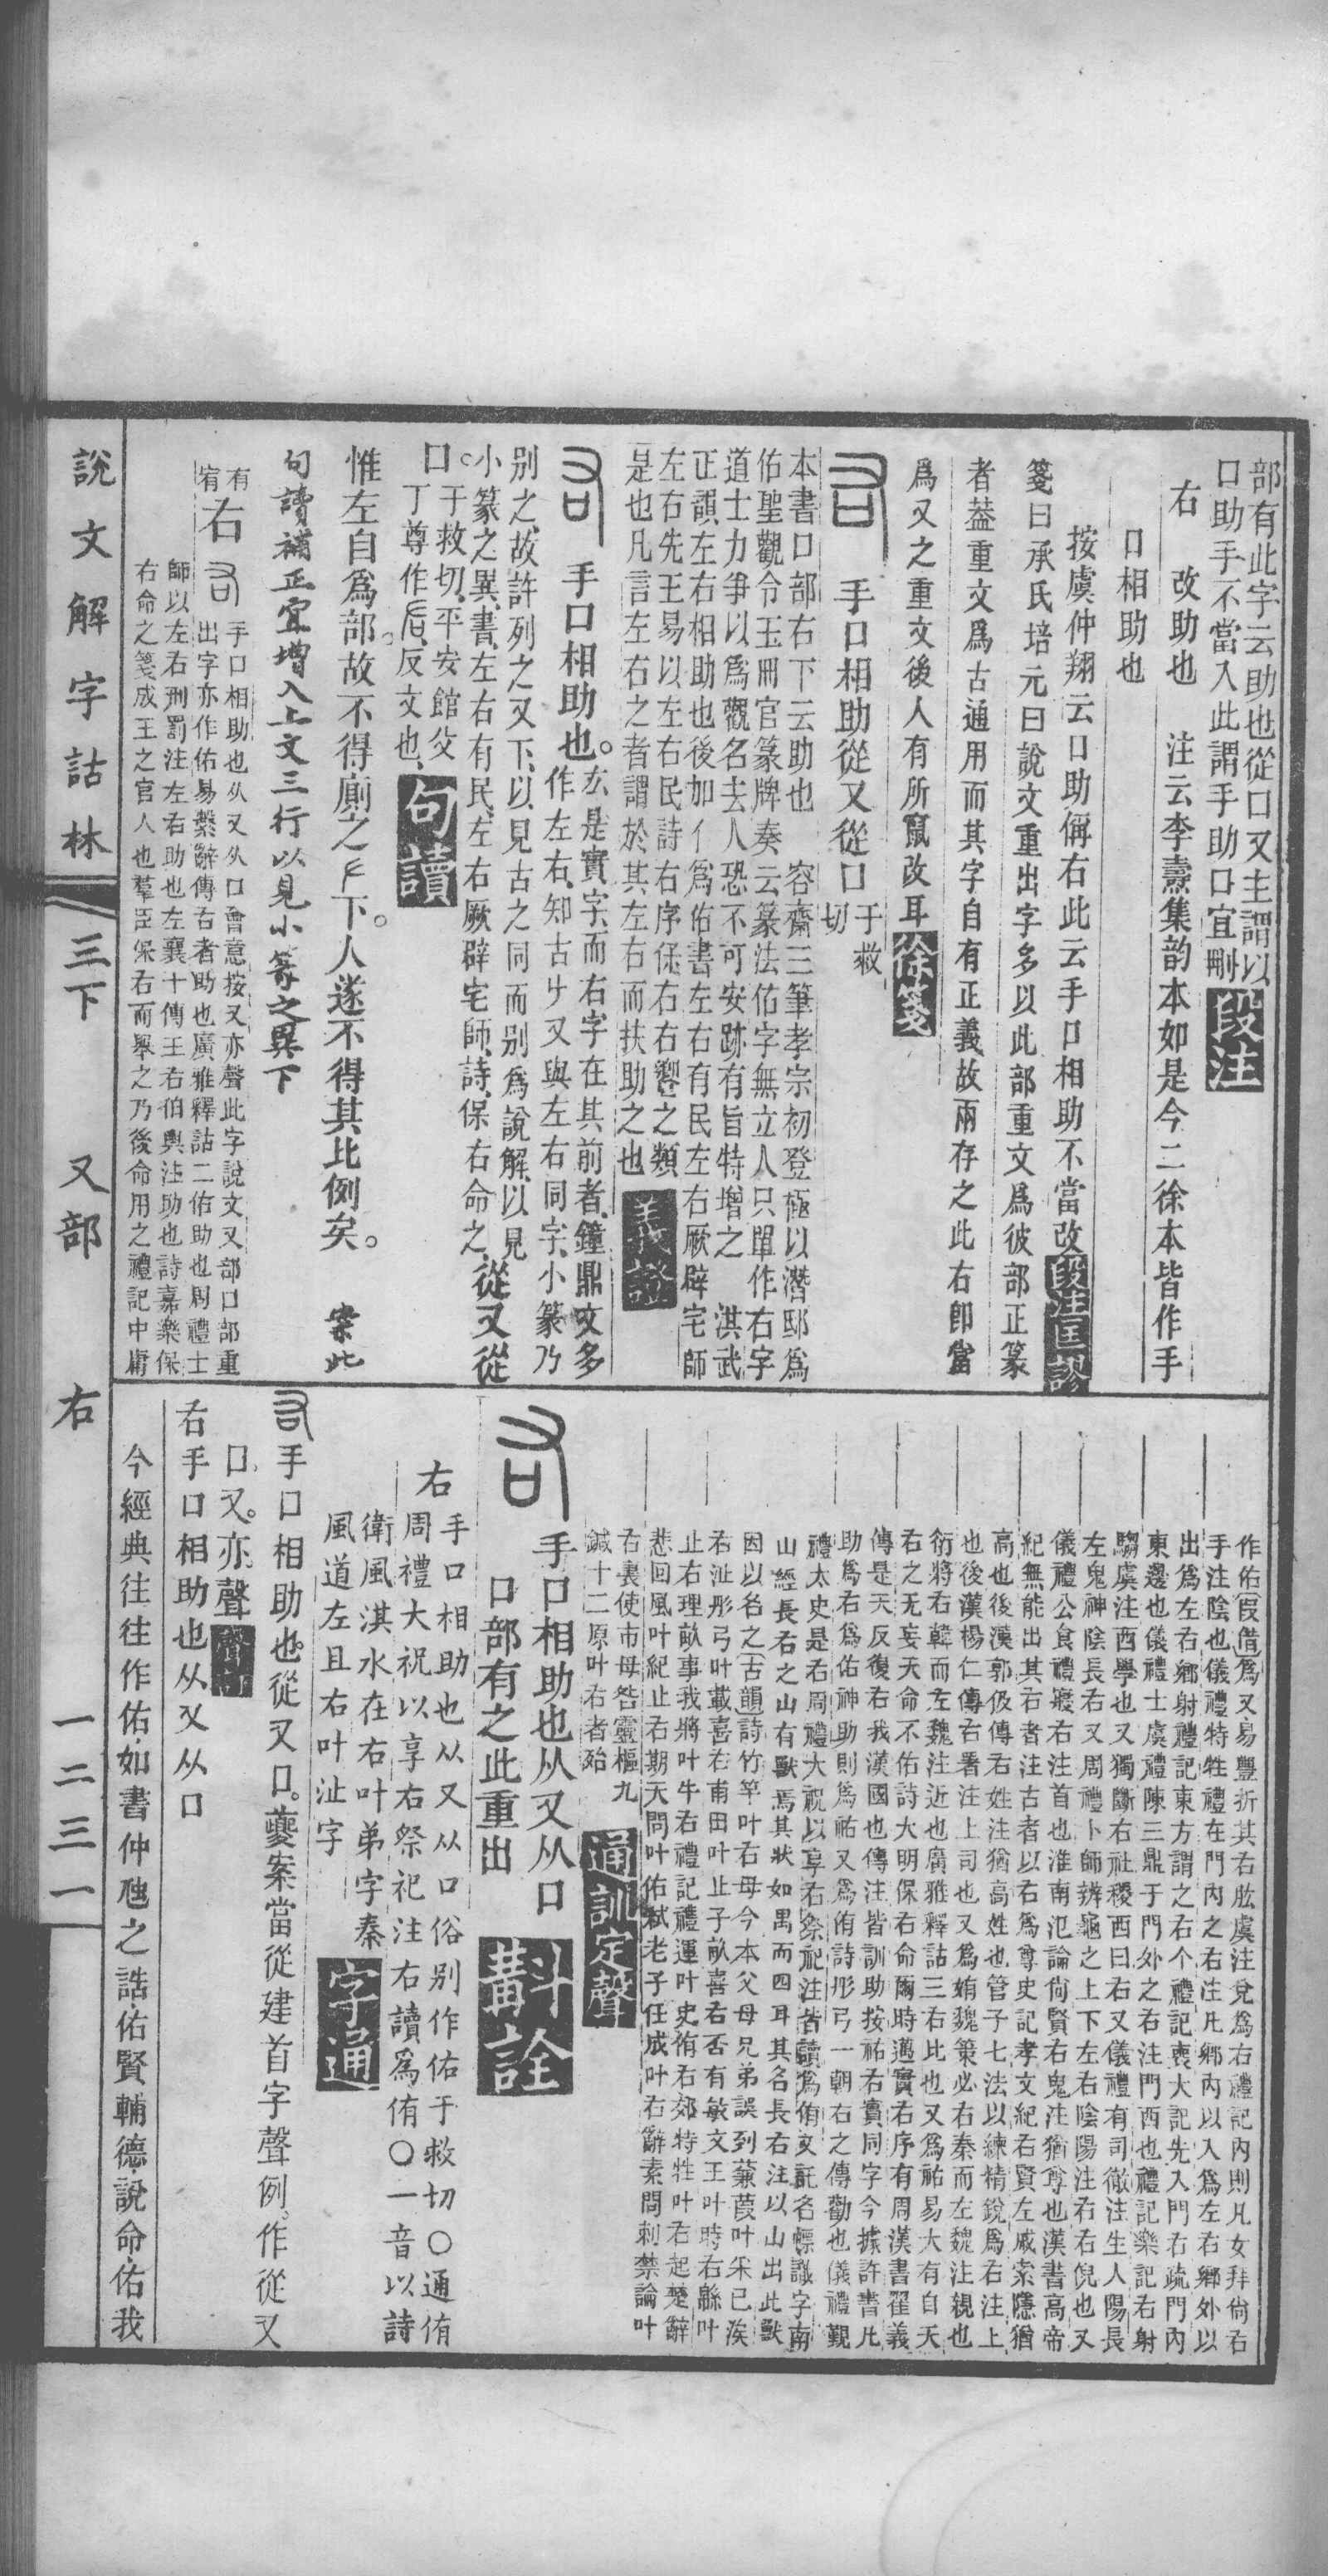 部有此字云助也從口又主謂以
口助手不當入此謂手助口宜刪 段注
右 改助也 注云李燾集韵本如是今二徐本皆作手
口相助也
按虞仲翔云口助偁右此云手口相助不當改 段注匡謬
箋曰承氏培元曰說文重出字多以此部重文爲彼部正篆
者葢重文爲古通用而其字自有正義故兩存之此右卽當
爲又之重文後人有所竄改耳 徐箋
手口相助從又從口 于救
切
本書口部右下云助也 容齋三筆孝宗初登極以潛邸爲
佑聖觀令玉冊官篆牌奏云篆法佑字無立人只單作右字
道士力爭以爲觀名去人恐不可安跡有旨特增之 洪武
正韻左右相助也後加亻爲佑書左右有民左右厥辟宅師
左右先王易以左右民詩右序
是也凡言左右之者謂於其左右而扶助之也 義證
手口相助也。
左是實字、而右字在其前者、鐘鼎文多
作左右、知古𠂇又與左右同字、小篆乃
別之、故許列之又下、以見古之同而別爲說解、以見
小篆之異、書、左右有民、左右厥辟宅師、詩、保右命之、從又從
口。于救切、平安館
丁尊作、反文也、句讀
惟左自爲部。故不得廁之𠂇下。人遂不得其比例矣。 案此
句讀補正宜增入上文三行以見小篆之異下
有
宥 右 手口相助也从又从口會意按又亦聲此字說文又部口部重
出字亦作佑易繫辭傳右者助也廣雅釋詁二佑助也周禮士
師以左右刑罰注左右助也左襄十傳王右伯輿注助也詩嘉樂保
右命之箋成王之官人也羣臣保右而舉之乃後命用之禮記中庸
作佑叚借爲又易豐折其右肱虞注兌爲右禮記內則凡女拜尙右
手注陰也儀禮特牲禮在門內之右注凡鄉內以入爲左右鄉外以
出爲左右鄉射禮記東方謂之右个禮記喪大記先入門右疏門內
東邊也儀禮士虞禮陳三鼎于門外之右注門西也禮記樂記右射
騶虞注西學也又獨斷右社稷西曰右又儀禮有司徹注生人陽長
左鬼神陰長右又周禮卜師辨龜之上下左右陰陽注右右倪也又
儀禮公食禮寢右注首也淮南氾論尙賢右鬼注猶尊也漢書高帝
紀無能出其右者注古者以右爲尊史記孝文紀右賢左戚索隱猶
高也後漢郭伋傳右姓注猶高姓也管子七法以練精銳爲右注上
也後漢楊仁傳右署注上司也又爲姷魏策必右秦而左魏注親也
衍將右韓而左魏注近也廣雅釋詁三右比也又爲祐易大有自天
右之无妄天命不佑詩大明保右命爾時邁實右序有周漢書翟義
傳是天反復右我漢國也傳注皆訓助按祐右實同字今據許書凡
助爲右爲佑神助則爲祐又爲侑詩彤弓一朝右之傳勸也儀禮覲
禮太史是右周禮大祝以享右祭祀注皆讀爲侑又託名幖識字南
山經長右之山有獸焉其狀如禺而四耳其名長右注以山出此獸
因以名之古韻詩竹竿叶右母今本父母兄弟誤到蒹葭叶采已涘
右沚彤弓叶載喜右甫田叶止子畝喜右否有敏文王叶時右緜叶
止右理畝事我將叶牛右禮記禮運叶史侑右郊特牲叶右起楚辭
悲回風叶紀止右期天問叶佑弒老子任成叶右辭素問刺禁論叶
右裏使市母咎靈樞九
鍼十二原叶右者殆 通訓定聲
手口相助也从又从口
口部有之此重出 斠詮
右 手口相助也从又从口俗別作佑于救切〇通侑
周禮大祝以享右祭祀注右讀爲侑〇一音以詩
衛風淇水在右叶弟字秦
風道左且右叶沚字 字通
手口相助也從又口。夔案當從建首字聲例。作從又
口。又。亦聲 聲訂
右手口相助也从又从口
今經典往往作佑如書仲虺之誥佑賢輔德說命佑我
說文解字詁林 三下 又部 右 一二三一